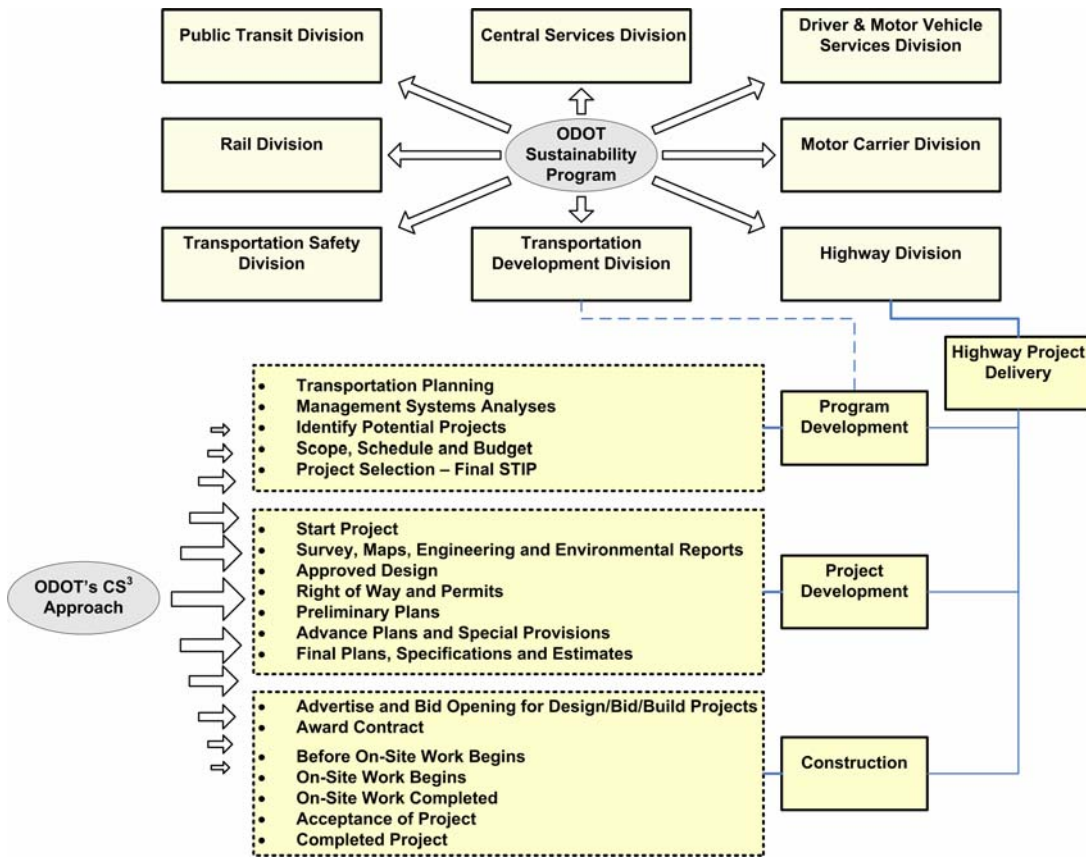 Public Transit Division
Central Services Division
Driver & Motor Vehicle
Services Division
ODOT
Sustainability
Program
Rail Division
Motor Carrier Division
Transportation Safety
Division
Transportation
Development Division
Highway Division
Highway Project
Delivery
• Transportation Planning
• Management Systems Analyses
• Identify Potential Projects
• Scope, Schedule and Budget
• Project Selection – Final STIP
Program
Development
ODOT's CS³
Approach
• Start Project
• Survey, Maps, Engineering and Environmental Reports
• Approved Design
• Right of Way and Permits
• Preliminary Plans
• Advance Plans and Special Provisions
• Final Plans, Specifications and Estimates
Project
Development
• Advertise and Bid Opening for Design/Bid/Build Projects
• Award Contract
• Before On-Site Work Begins
• On-Site Work Begins
• On-Site Work Completed
• Acceptance of Project
• Completed Project
Construction